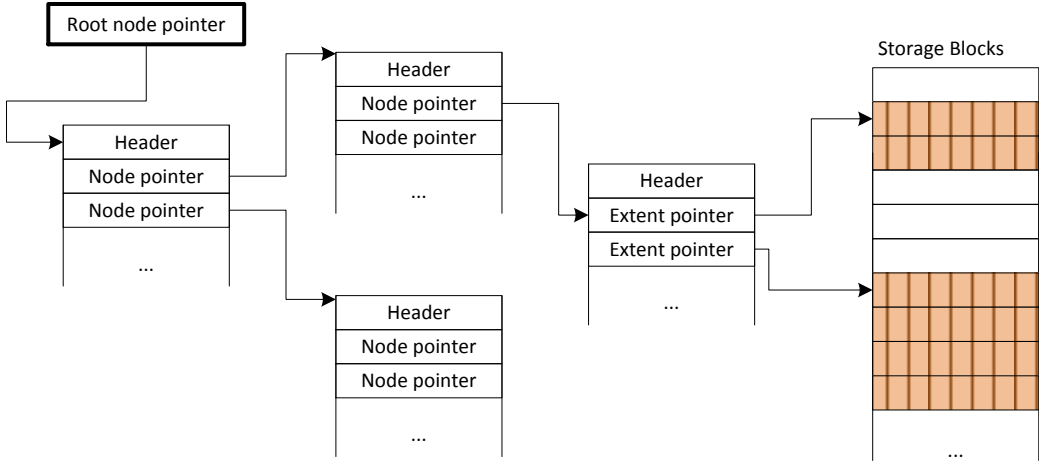 Root node pointer
Header
Node pointer
Node pointer
...
Header
Node pointer
Node pointer
...
Header
Node pointer
Node pointer
...
Header
Extent pointer
Extent pointer
...
Storage Blocks
...